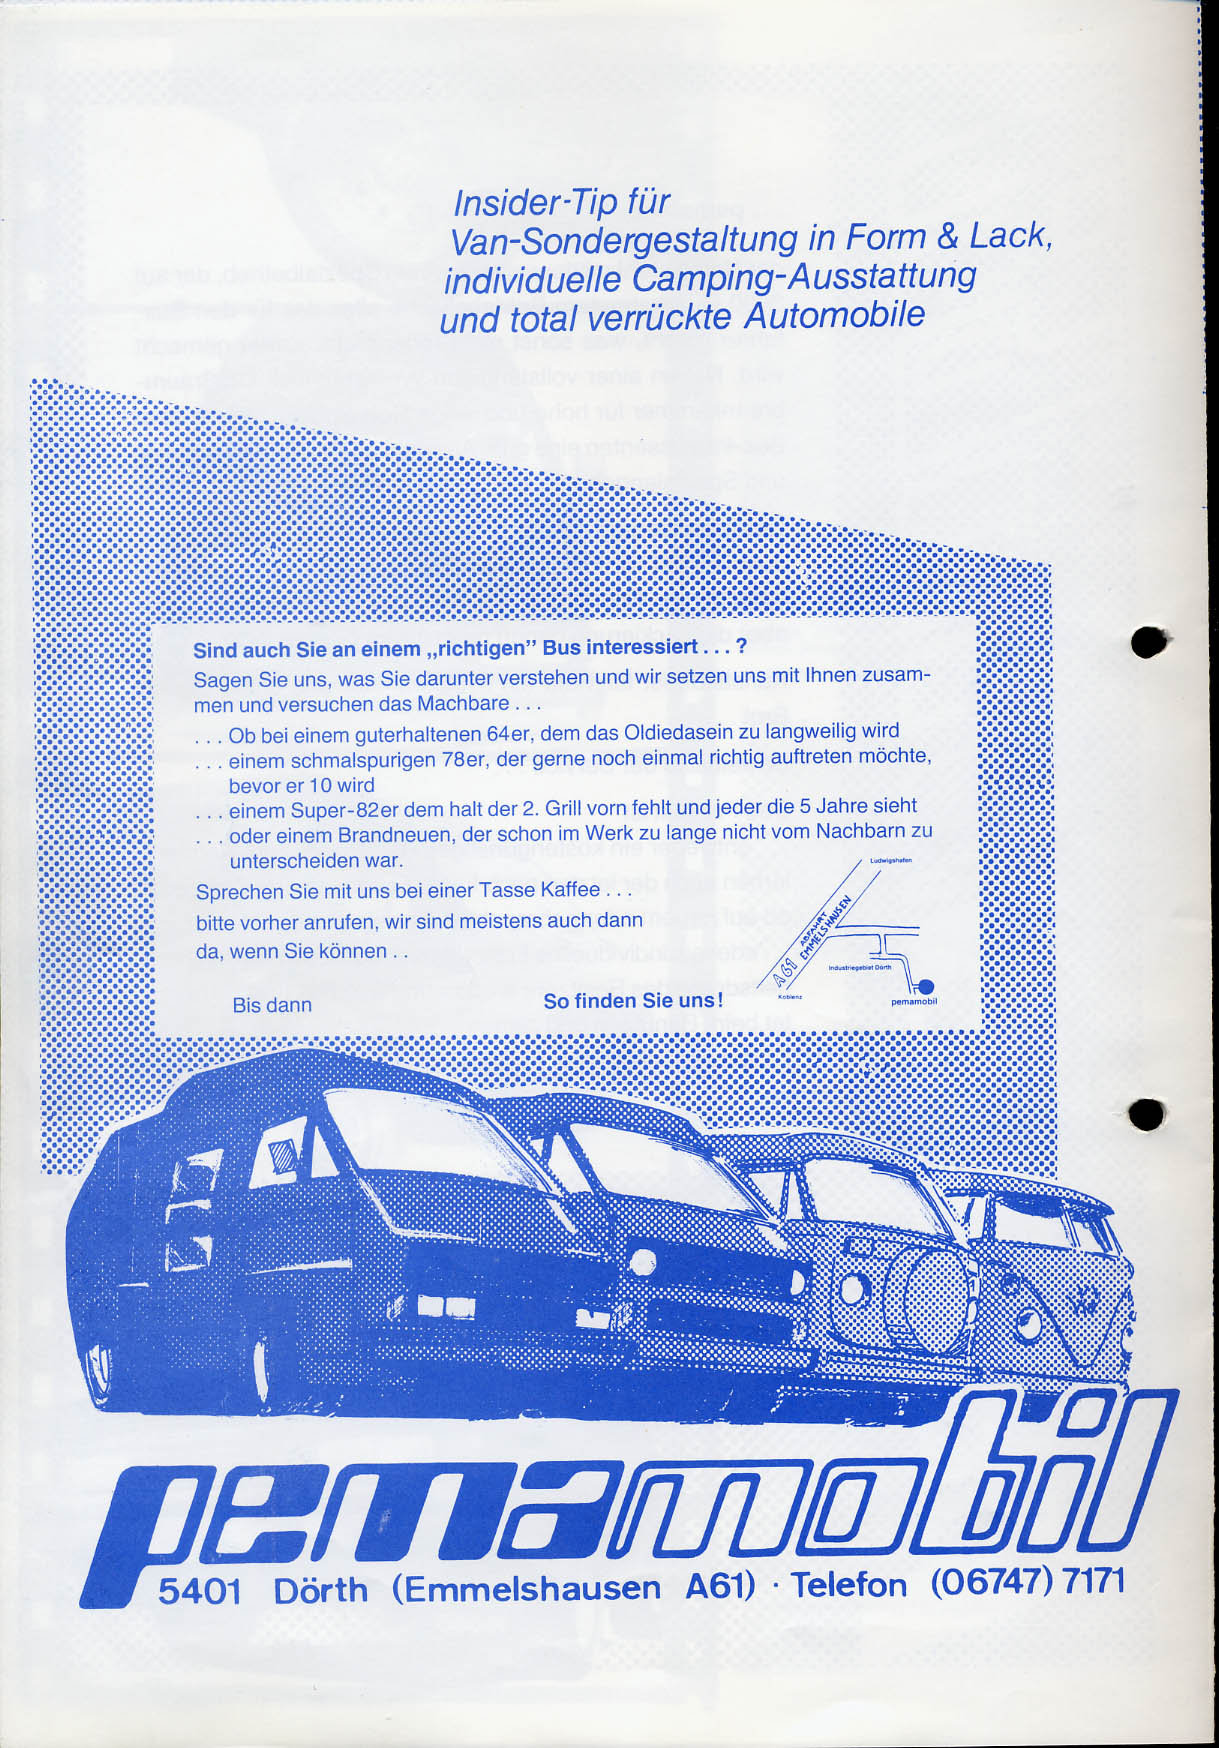 Insider-Tip für
Van-Sondergestaltung in Form & Lack,
individuelle Camping-Ausstattung
und total verrückte Automobile
Sind auch Sie an einem „richtigen” Bus interessiert . . . ?
Sagen Sie uns, was Sie darunter verstehen und wir setzen uns mit Ihnen zusam-
men und versuchen das Machbare . . .
. . . Ob bei einem guterhaltenen 64er, dem das Oldiedasein zu langweilig wird
. . . einem schmalspurigen 78er, der gerne noch einmal richtig auftreten möchte,
bevor er 10 wird
. . . einem Super-82er dem halt der 2. Grill vorn fehlt und jeder die 5 Jahre sieht
. . . oder einem Brandneuen, der schon im Werk zu lange nicht vom Nachbarn zu
unterscheiden war.
Sprechen Sie mit uns bei einer Tasse Kaffee . . .
bitte vorher anrufen, wir sind meistens auch dann
da, wenn Sie können . .
Bis dann
So finden Sie uns!
Ludwigshafen
ABFAHRT
EMMELSHAUSEN
A61
Industriegebiet Dörth
Koblenz
pemamobil
pemamobil
5401 Dörth (Emmelshausen A61) · Telefon (06747) 7171